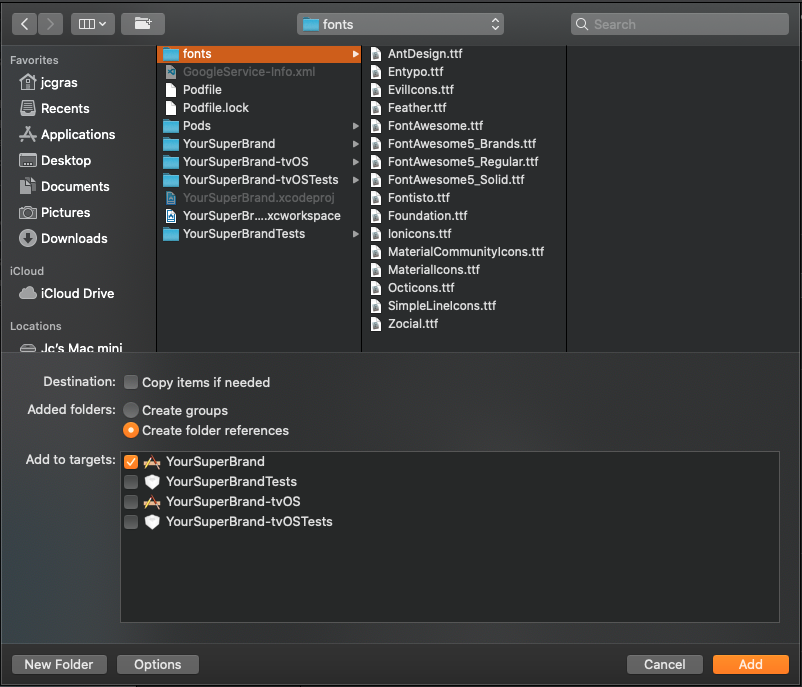 fonts
Search
Favorites
jcgras
Recents
Applications
Desktop
Documents
Pictures
Downloads
iCloud
iCloud Drive
Locations
Jc's Mac mini
fonts
GoogleService-Info.xml
Podfile
Podfile.lock
Pods
YourSuperBrand
YourSuperBrand-tvOS
YourSuperBrand-tvOSTests
YourSuperBrand.xcodeproj
YourSuperBr....xcworkspace
YourSuperBrandTests
AntDesign.ttf
Entypo.ttf
EvilIcons.ttf
Feather.ttf
FontAwesome.ttf
FontAwesome5_Brands.ttf
FontAwesome5_Regular.ttf
FontAwesome5_Solid.ttf
Fontisto.ttf
Foundation.ttf
Ionicons.ttf
MaterialCommunityIcons.ttf
MaterialIcons.ttf
Octicons.ttf
SimpleLineIcons.ttf
Zocial.ttf
Destination: Copy items if needed
Added folders: Create groups
Create folder references
Add to targets: YourSuperBrand
YourSuperBrandTests
YourSuperBrand-tvOS
YourSuperBrand-tvOSTests
New Folder Options Cancel Add